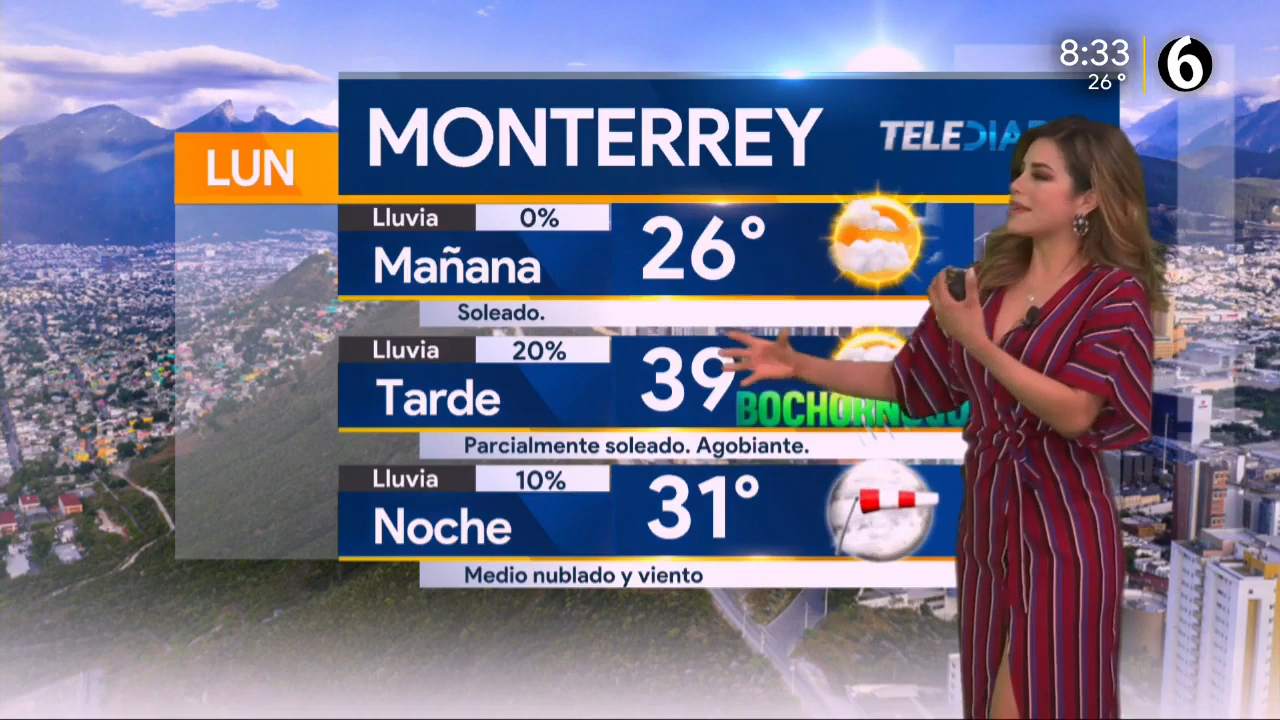 8:33
26°
6
LUN
MONTERREY
Lluvia 0%
Mañana 26°
Soleado.
Lluvia 20%
Tarde 39
Parcialmente soleado. Agobiante.
Lluvia 10%
Noche 31°
Medio nublado y viento